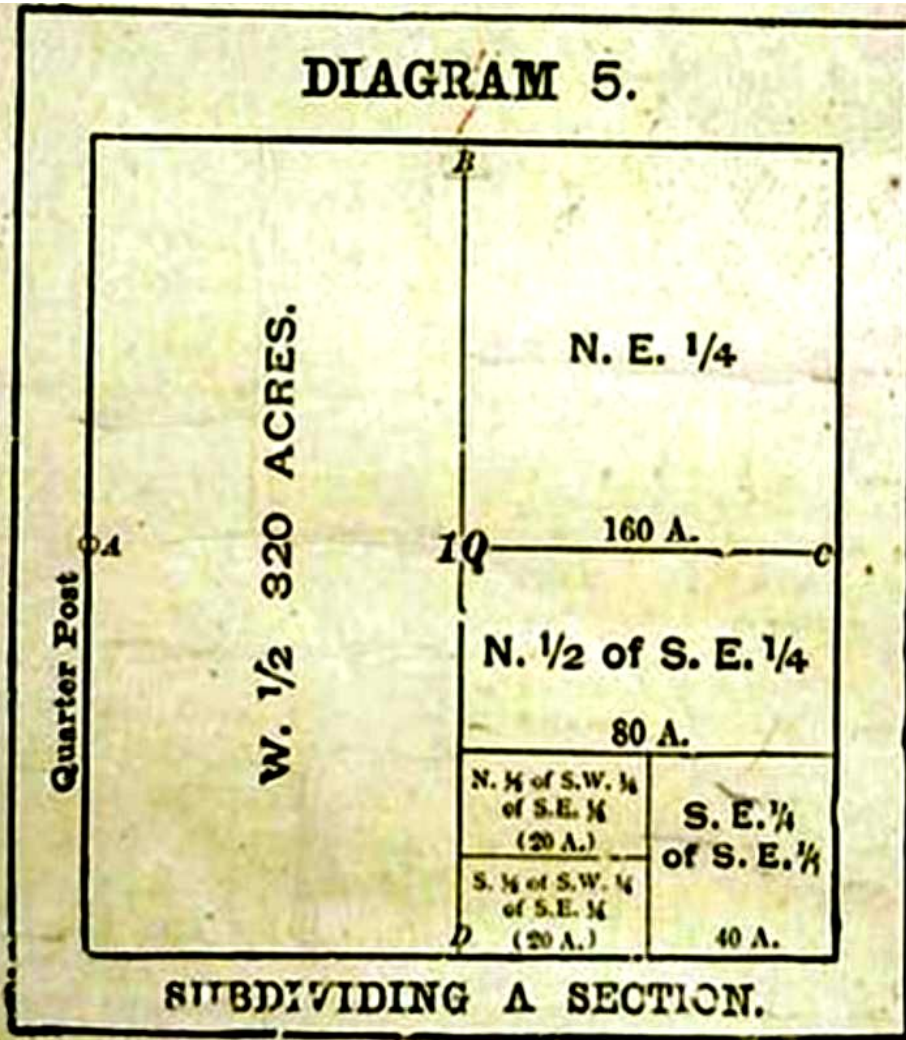 DIAGRAM 5.
B
W. 1/2 320 ACRES.
N. E. 1/4
160 A.
A
1Q
C
Quarter Post
N. 1/2 of S. E. 1/4
80 A.
N. ½ of S.W. ¼
of S.E. ¼
(20 A.)
S. ½ of S.W. ¼
of S.E. ¼
(20 A.)
S. E. 1/4
of S. E. 1/4
40 A.
D
SUBDIVIDING A SECTION.